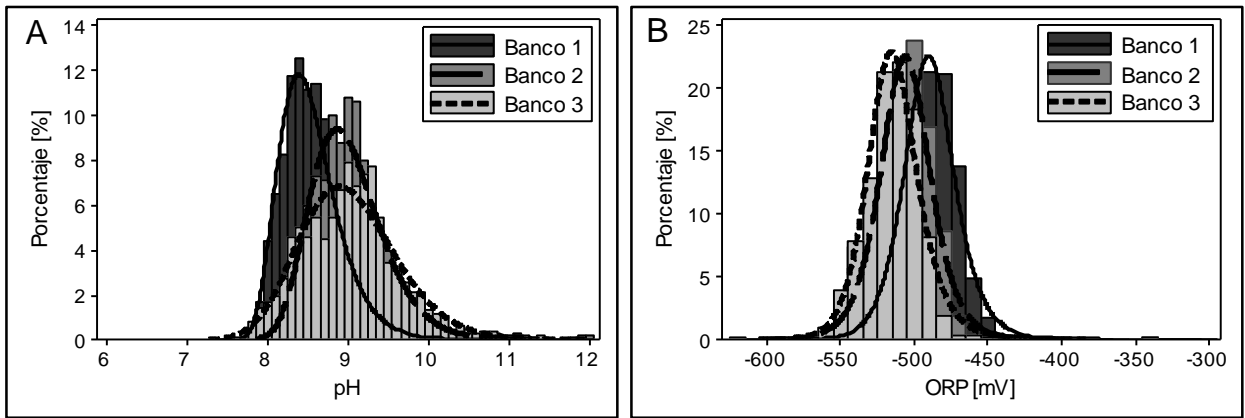 A
Porcentaje [%]
14
12
10
8
6
4
2
0
Banco 1
Banco 2
Banco 3
6 7 8 9 10 11 12
pH
B
Porcentaje [%]
25
20
15
10
5
0
Banco 1
Banco 2
Banco 3
-600 -550 -500 -450 -400 -350 -300
ORP [mV]